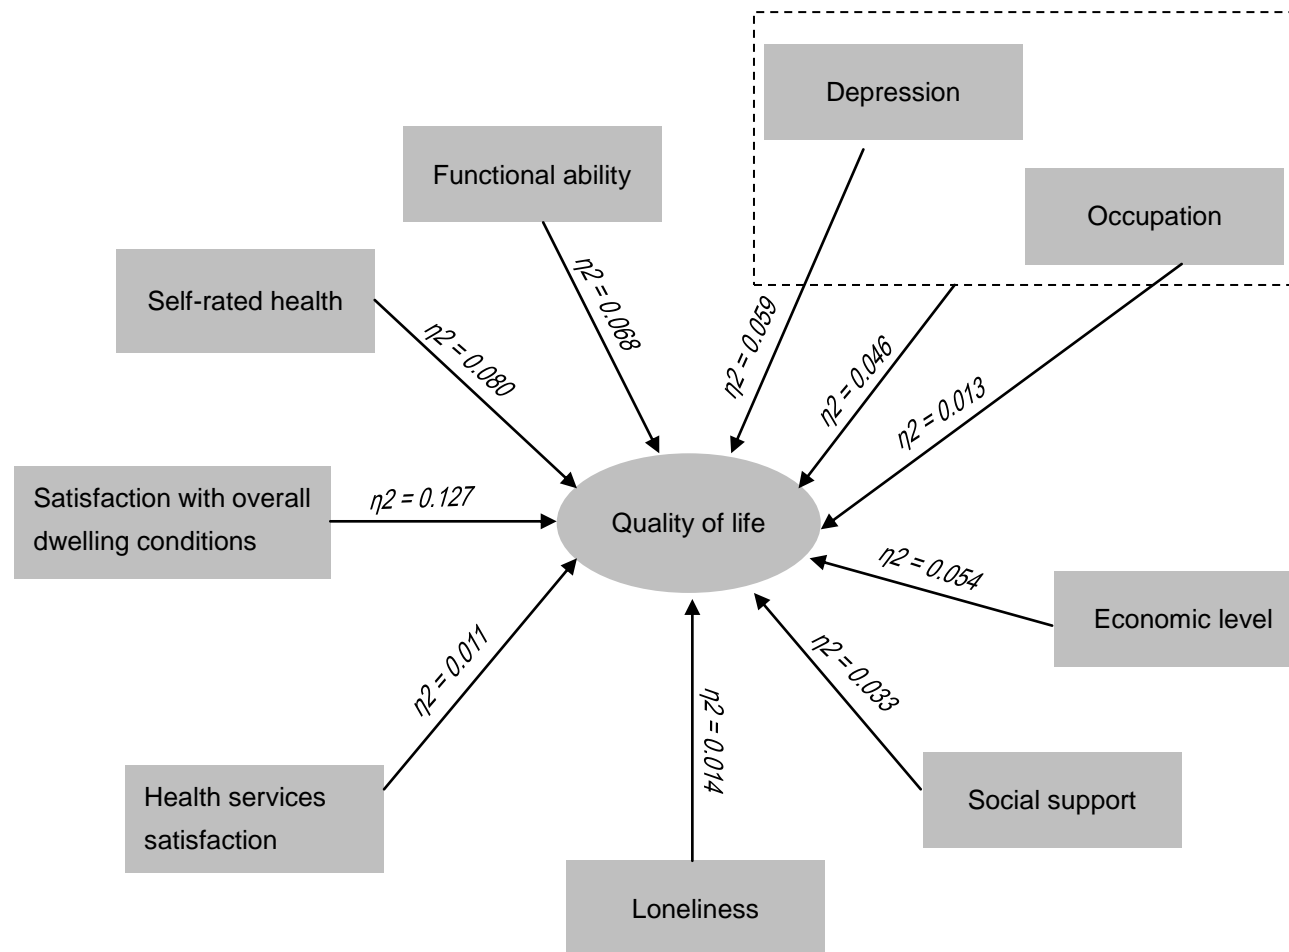 Depression
Functional ability
Occupation
Self-rated health
η2 = 0.068
η2 = 0.059
η2 = 0.080
η2 = 0.046
η2 = 0.013
Satisfaction with overall
dwelling conditions
η2 = 0.127
Quality of life
η2 = 0.054
Economic level
η2 = 0.011
η2 = 0.033
η2 = 0.014
Health services
satisfaction
Social support
Loneliness